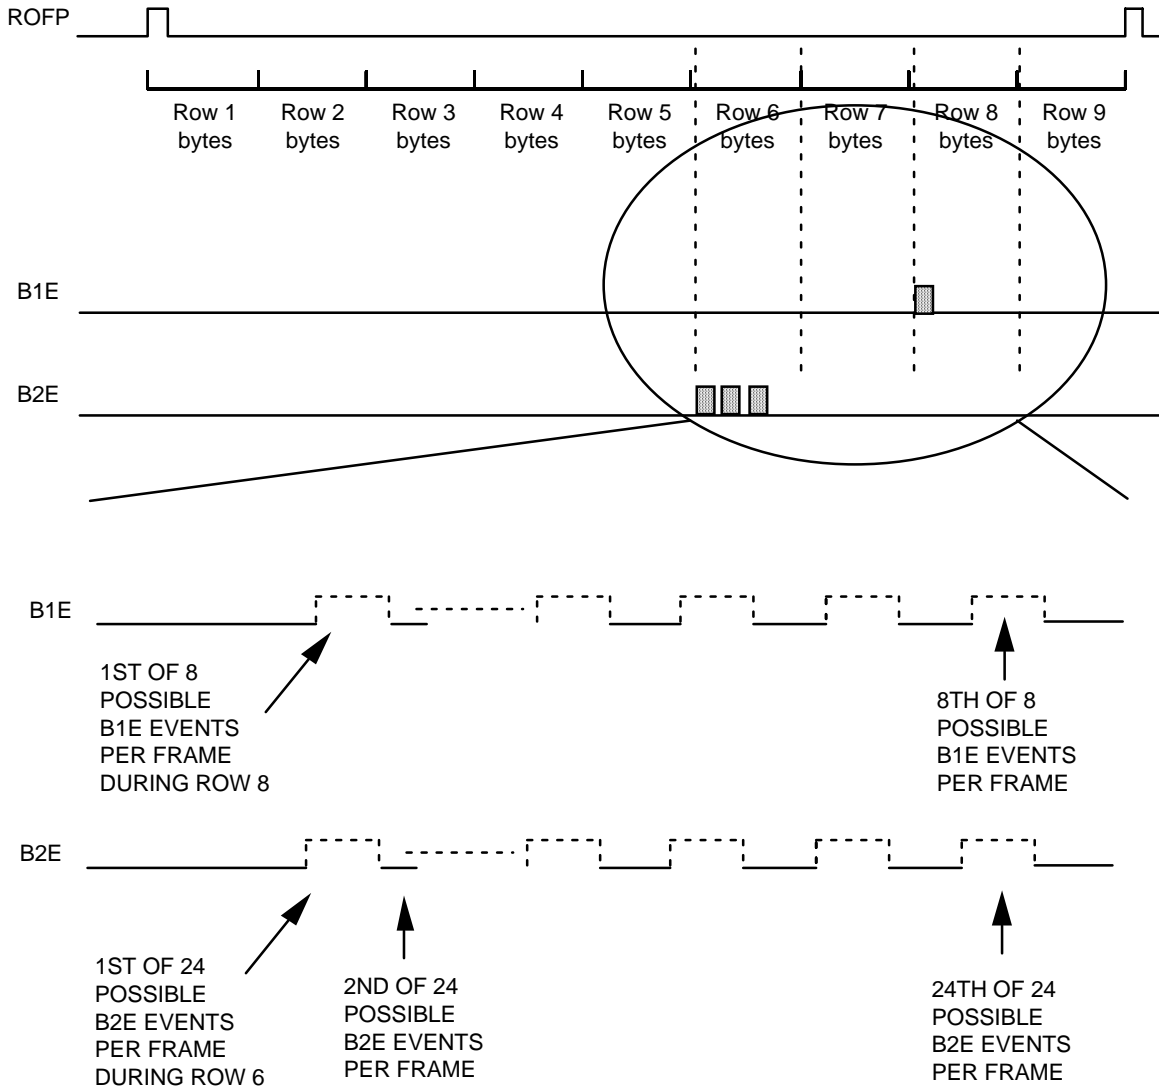 ROFP
Row 1 bytes
Row 2 bytes
Row 3 bytes
Row 4 bytes
Row 5 bytes
Row 6 bytes
Row 7 bytes
Row 8 bytes
Row 9 bytes
B1E
B2E
B1E
1ST OF 8
POSSIBLE
B1E EVENTS
PER FRAME
DURING ROW 8
8TH OF 8
POSSIBLE
B1E EVENTS
PER FRAME
B2E
1ST OF 24
POSSIBLE
B2E EVENTS
PER FRAME
DURING ROW 6
2ND OF 24
POSSIBLE
B2E EVENTS
PER FRAME
24TH OF 24
POSSIBLE
B2E EVENTS
PER FRAME